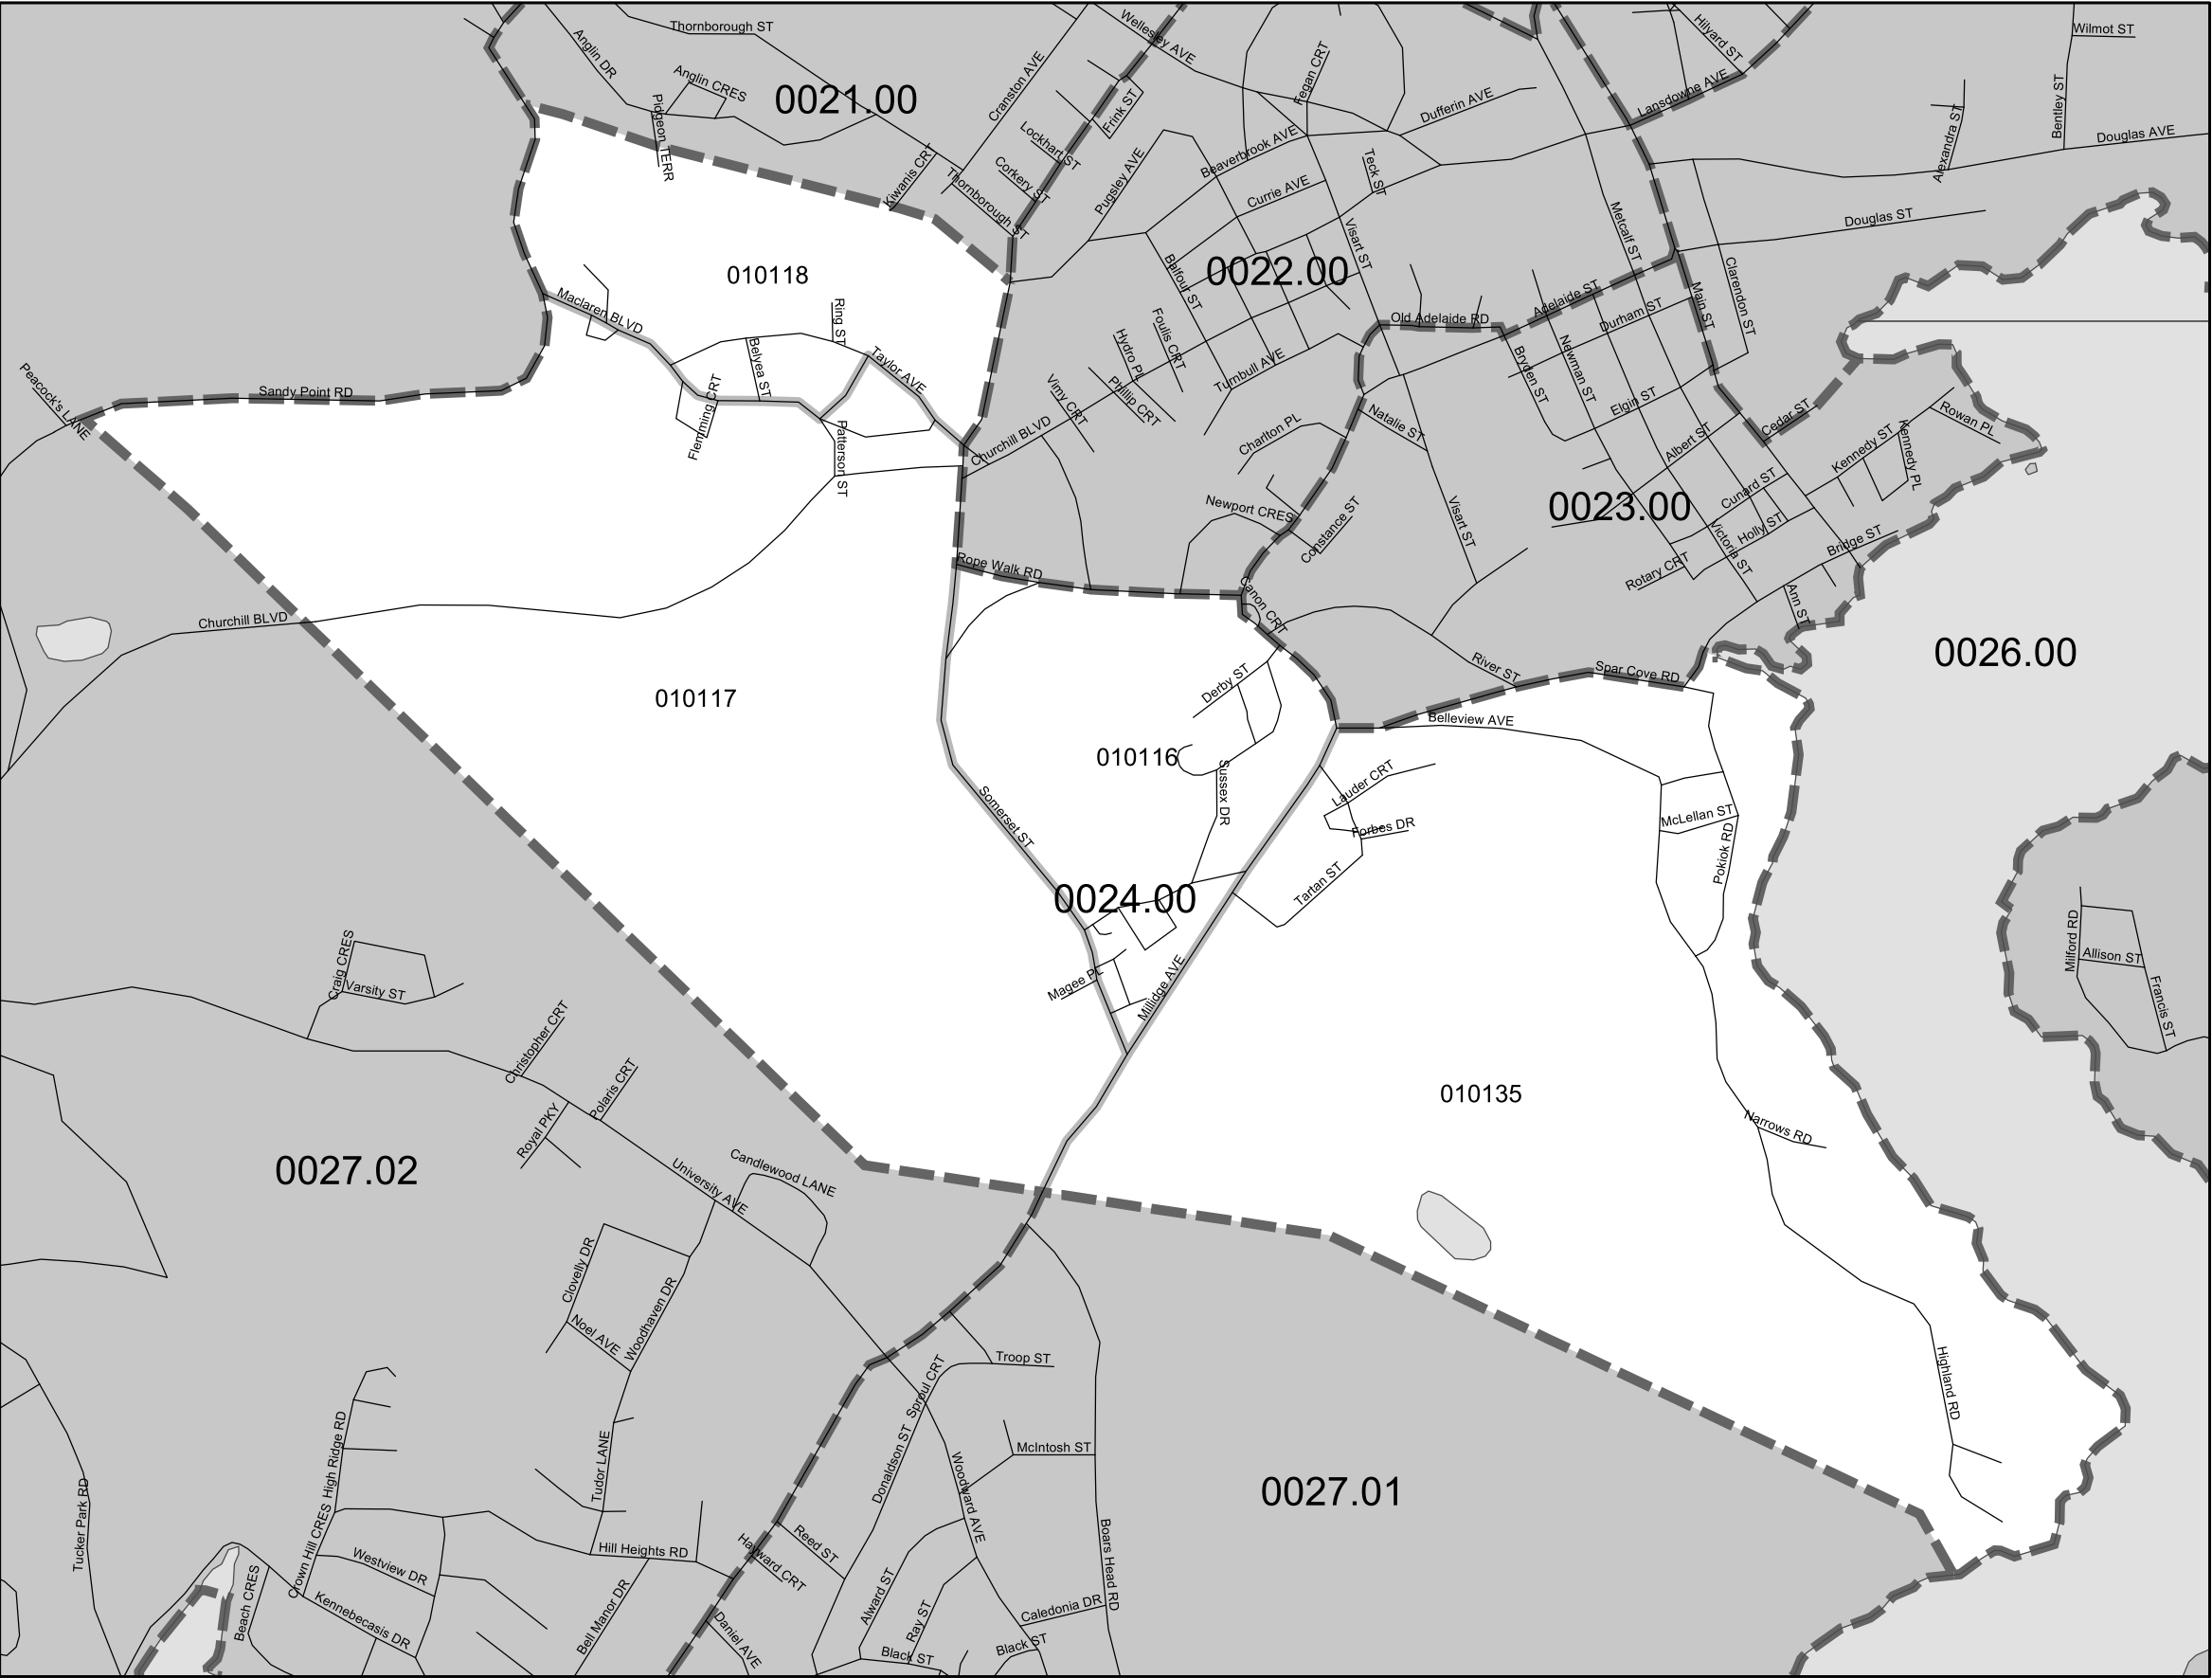 Thornborough ST
Wellesley AVE
Hilyard ST
Wilmot ST
Anglin DR
Anglin CRES
0021.00
Cranston AVE
Fegan CRT
Frink ST
Dufferin AVE
Lansdowne AVE
Alexandra ST
Bentley ST
Douglas AVE
Pidgeon TERR
Kiwanis CRT
Lockhart ST
Corkery ST
Thornborough ST
Pugsley AVE
Beaverbrook AVE
Currie AVE
Teck ST
Metcalf ST
Douglas ST
Visart ST
0022.00
Balfour ST
Clarendon ST
010118
Maclaren BLVD
Ring ST
Belyea ST
Taylor AVE
Flemming CRT
Patterson ST
Foulis CRT
Hydro PL
Phillip CRT
Vimy CRT
Turnbull AVE
Old Adelaide RD
Adelaide ST
Durham ST
Main ST
Newman ST
Bryden ST
Elgin ST
Cedar ST
Rowan PL
Peacock's LANE
Sandy Point RD
Churchill BLVD
Charlton PL
Natalie ST
Albert ST
Kennedy ST
Kennedy PL
Newport CRES
Constance ST
Visart ST
0023.00
Cunard ST
Holly ST
Victoria ST
Bridge ST
Rotary CRT
Ann ST
Rope Walk RD
Canon CRT
Churchill BLVD
0026.00
River ST
Spar Cove RD
Derby ST
010117
Belleview AVE
010116
Sussex DR
Lauder CRT
Forbes DR
McLellan ST
Pokiok RD
Somerset ST
Tartan ST
0024.00
Milford RD
Allison ST
Francis ST
Craig CRES
Varsity ST
Magee PL
Millidge AVE
Christopher CRT
Polaris CRT
010135
Royal PKY
Narrows RD
0027.02
University AVE
Candlewood LANE
Clovelly DR
Noel AVE
Woodhaven DR
Troop ST
Sproul CRT
Highland RD
Donaldson ST
McIntosh ST
Woodward AVE
0027.01
High Ridge RD
Tudor LANE
Tucker Park RD
Crown Hill CRES
Hill Heights RD
Hayward CRT
Reed ST
Boars Head RD
Westview DR
Beach CRES
Kennebecasis DR
Bell Manor DR
Alward ST
Ray ST
Caledonia DR
Daniel AVE
Black ST
Black ST